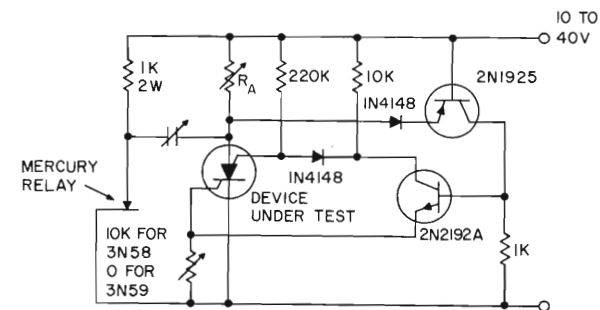 10 TO
40V
1K
2W
R_A
220K
10K
2N1925
1N4148
1N4148
MERCURY
RELAY
DEVICE
UNDER TEST
10K FOR
3N58
0 FOR
3N59
2N2192A
1K